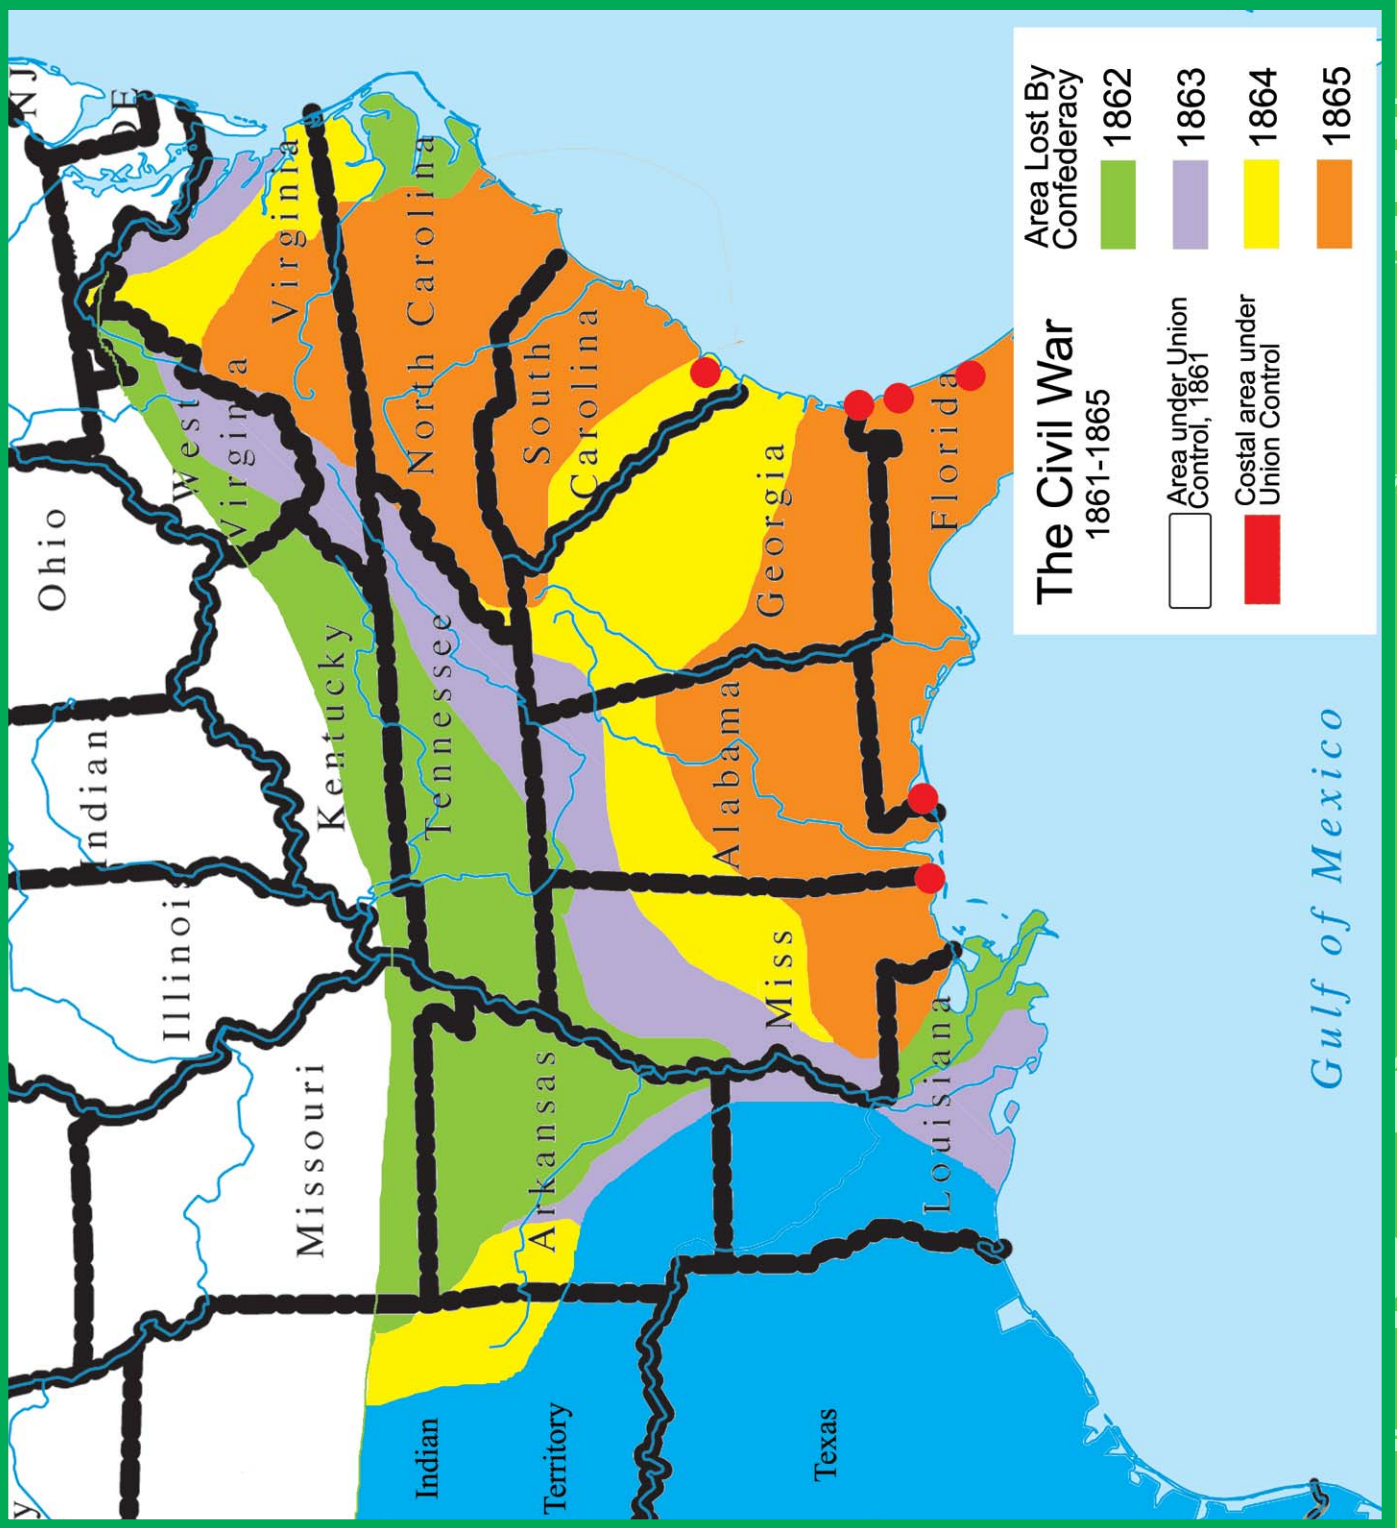 The Civil War
1861-1865
Area under Union
Control, 1861
Costal area under
Union Control
Area Lost By
Confederacy
1862
1863
1864
1865
NJ
DE
Ohio
Indian
Illinois
Missouri
y
West
Virgina
Virginia
Kentucky
Tennessee
North Carolina
South
Carolina
Georgia
Florida
Alabama
Miss
Arkansas
Louisiana
Indian
Territory
Texas
Gulf of Mexico